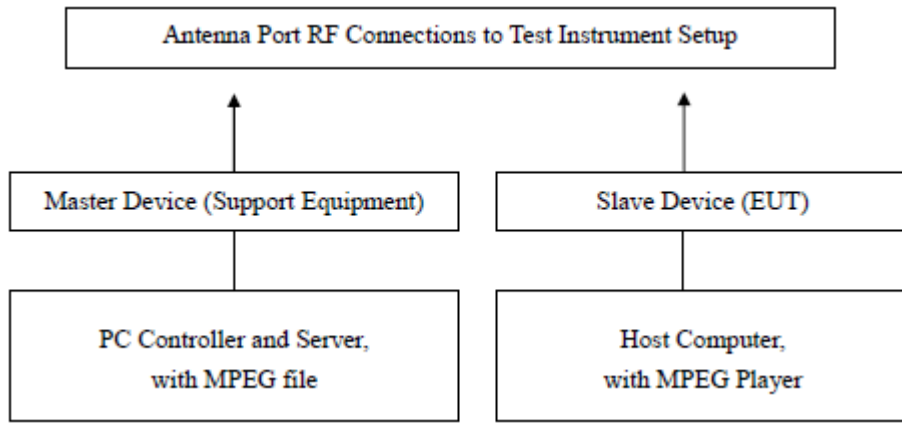 Antenna Port RF Connections to Test Instrument Setup
Master Device (Support Equipment)
Slave Device (EUT)
PC Controller and Server,
with MPEG file
Host Computer,
with MPEG Player